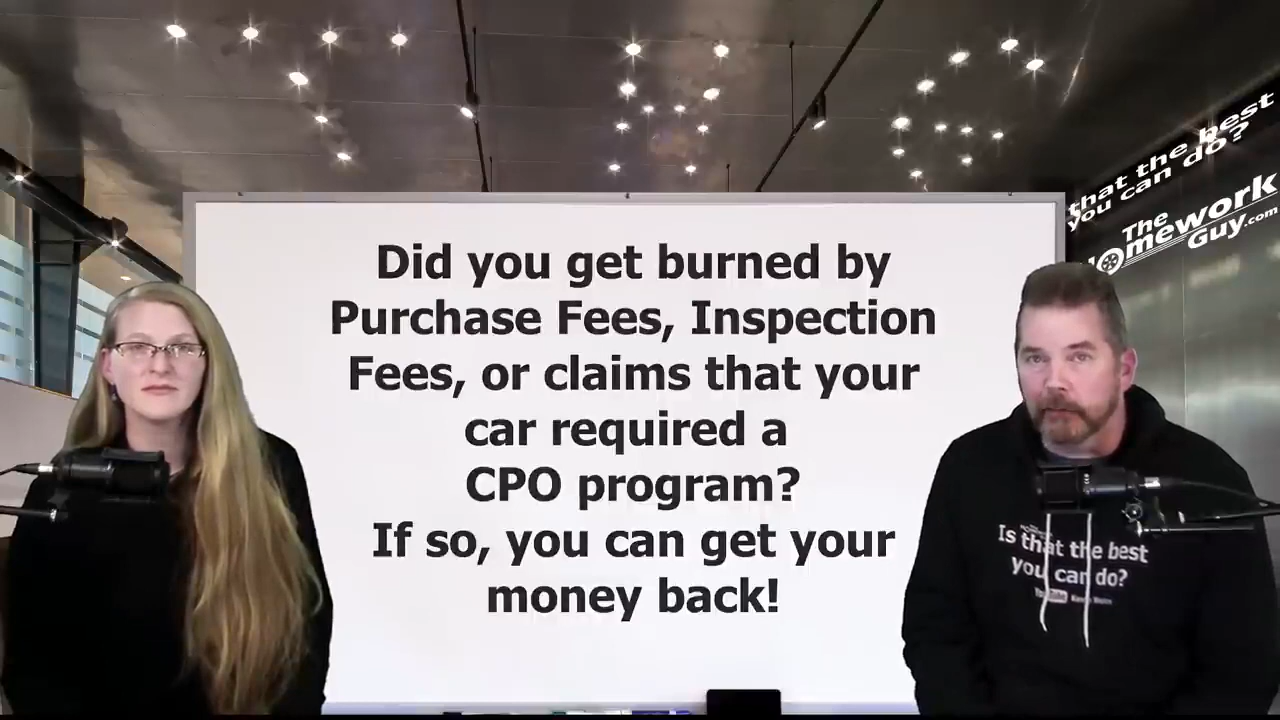 that the best
you can do?
The
Homework
Guy.com
Did you get burned by
Purchase Fees, Inspection
Fees, or claims that your
car required a
CPO program?
If so, you can get your
money back!
Is that the best
you can do?
YouTube